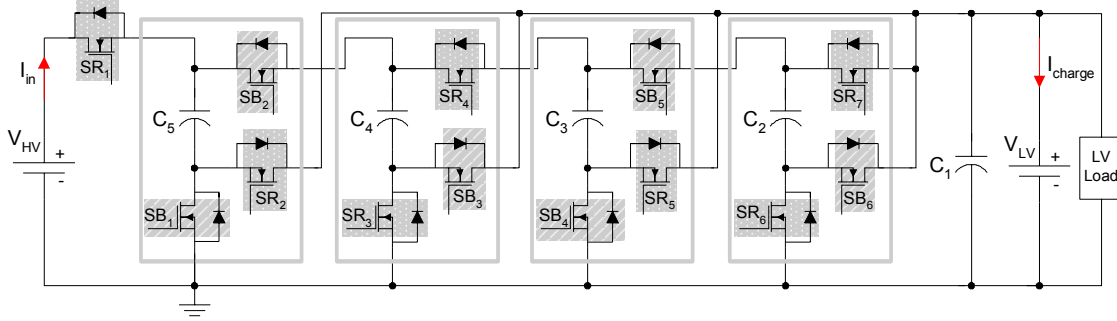 SR1
Iin
VHV
+
-
C5
SB2
SR2
SB1
C4
SR4
SB3
SR3
C3
SB5
SR5
SB4
C2
SR7
SB6
SR6
C1
Icharge
VLV
+
-
LV
Load